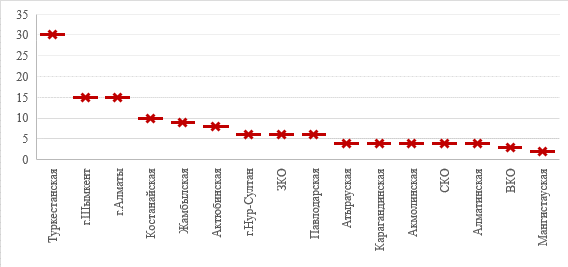 35
30
25
20
15
10
5
0
Туркестанская
г.Шымкент
г.Алматы
Костанайская
Жамбылская
Актюбинская
г.Нур-Султан
ЗКО
Павлодарская
Атырауская
Карагандинская
Акмолинская
СКО
Алматинская
ВКО
Мангистауская